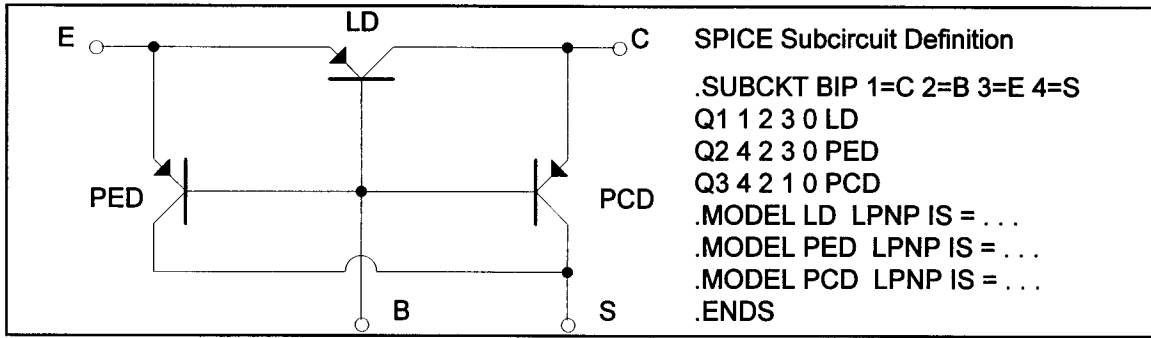 LD
E
C
PED
PCD
B
S
SPICE Subcircuit Definition
.SUBCKT BIP 1=C 2=B 3=E 4=S
Q1 1 2 3 0 LD
Q2 4 2 3 0 PED
Q3 4 2 1 0 PCD
.MODEL LD LPNP IS = . . .
.MODEL PED LPNP IS = . . .
.MODEL PCD LPNP IS = . . .
.ENDS